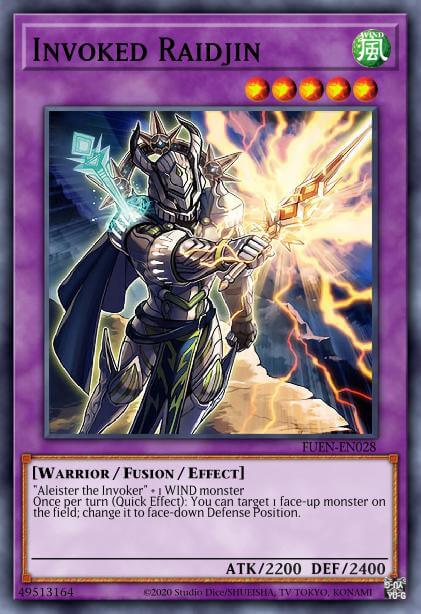 INVOKED RAIDJIN
WIND
風
FUEN-EN028
[WARRIOR / FUSION / EFFECT]
"Aleister the Invoker" + 1 WIND monster
Once per turn (Quick Effect): You can target 1 face-up monster on
the field; change it to face-down Defense Position.
ATK/2200 DEF/2400
49513164
©2020 Studio Dice/SHUEISHA, TV TOKYO, KONAMI